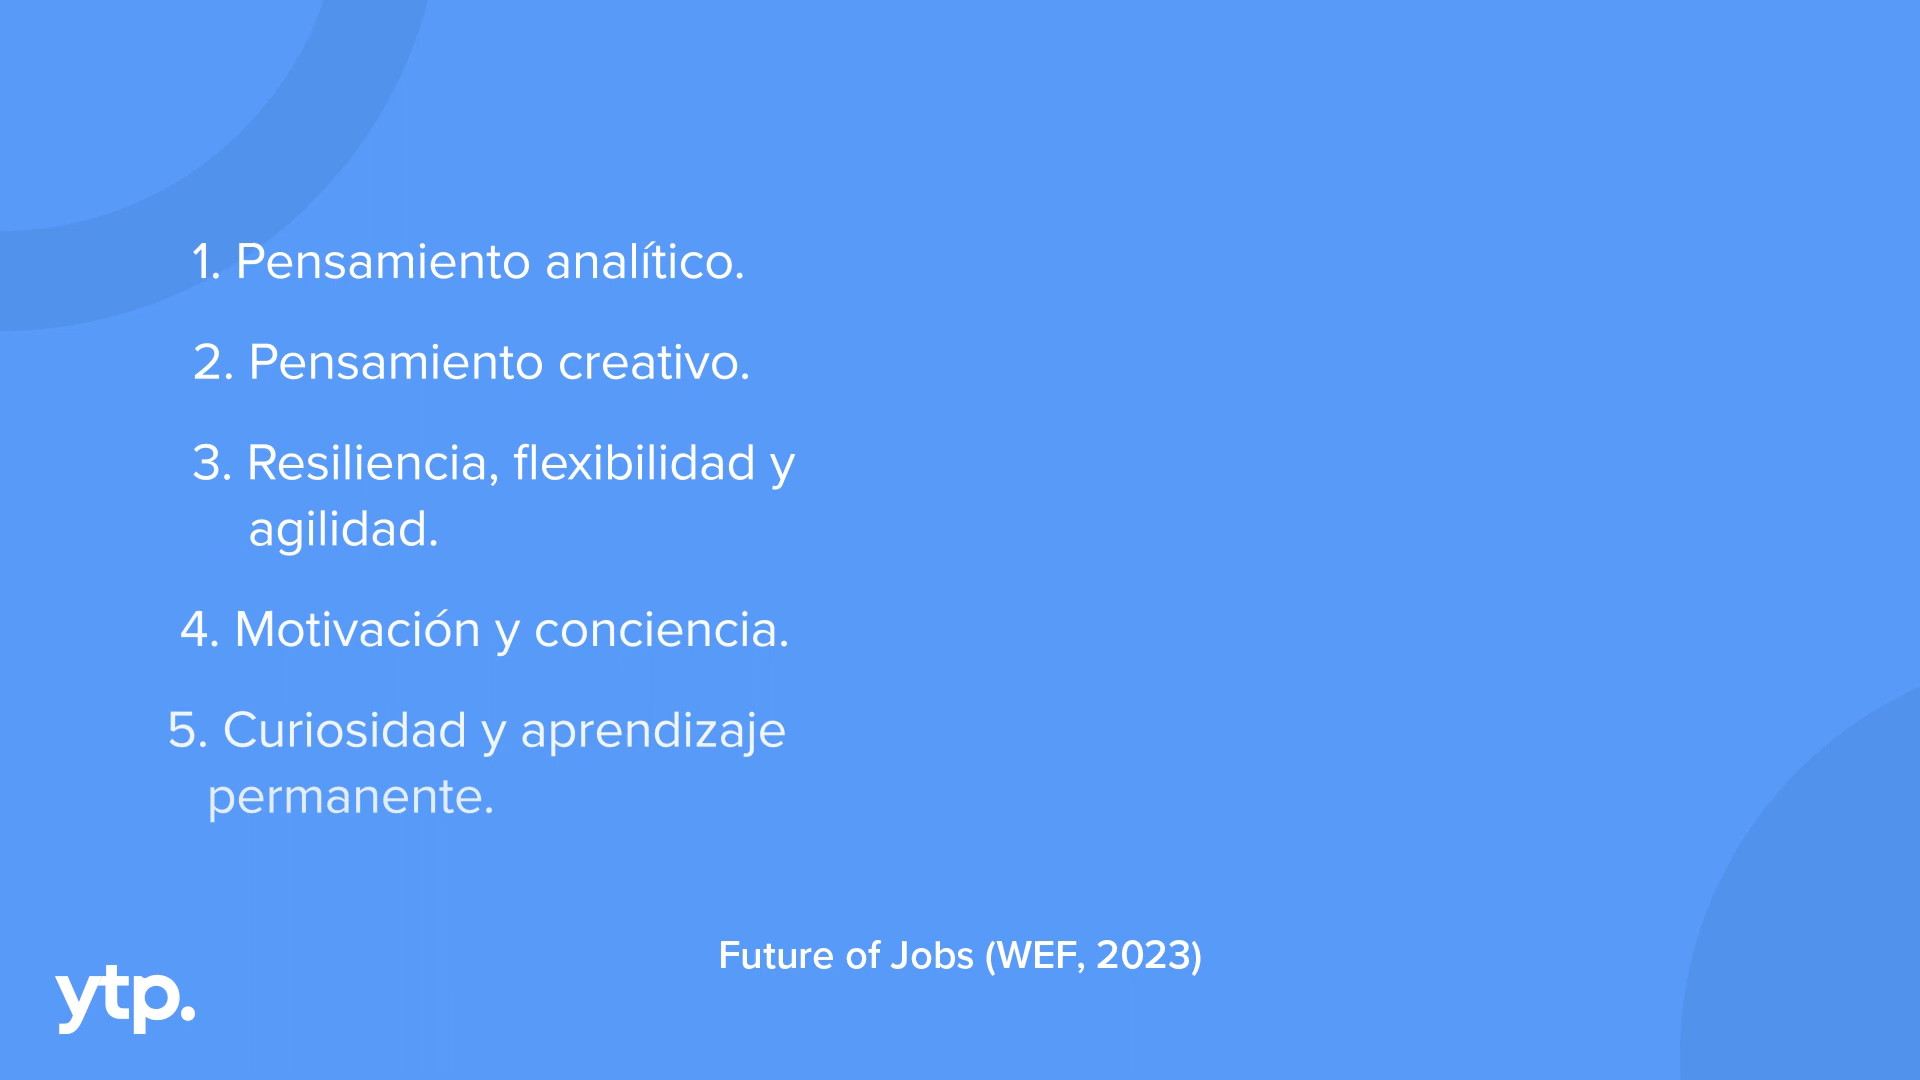 1. Pensamiento analítico.
2. Pensamiento creativo.
3. Resiliencia, flexibilidad y
agilidad.
4. Motivación y conciencia.
5. Curiosidad y aprendizaje
permanente.
Future of Jobs (WEF, 2023)
ytp.